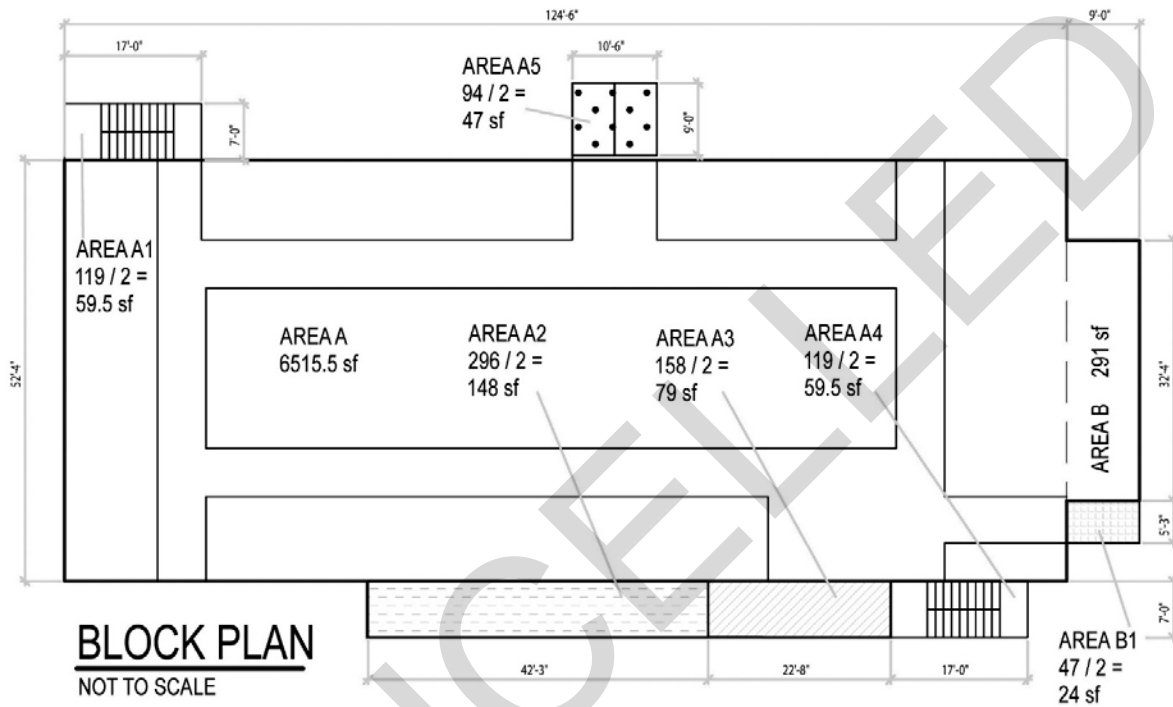 124'-6"
9'-0"
17'-0"
10'-6"
AREA A5
94 / 2 =
47 sf
7'-0"
9'-0"
AREA A1
119 / 2 =
59.5 sf
52'-4"
AREA A
6515.5 sf
AREA A2
296 / 2 =
148 sf
AREA A3
158 / 2 =
79 sf
AREA A4
119 / 2 =
59.5 sf
AREA B 291 sf
32'-4"
5'-3"
7'-0"
BLOCK PLAN
NOT TO SCALE
42'-3"
22'-8"
17'-0"
AREA B1
47 / 2 =
24 sf
CELLED